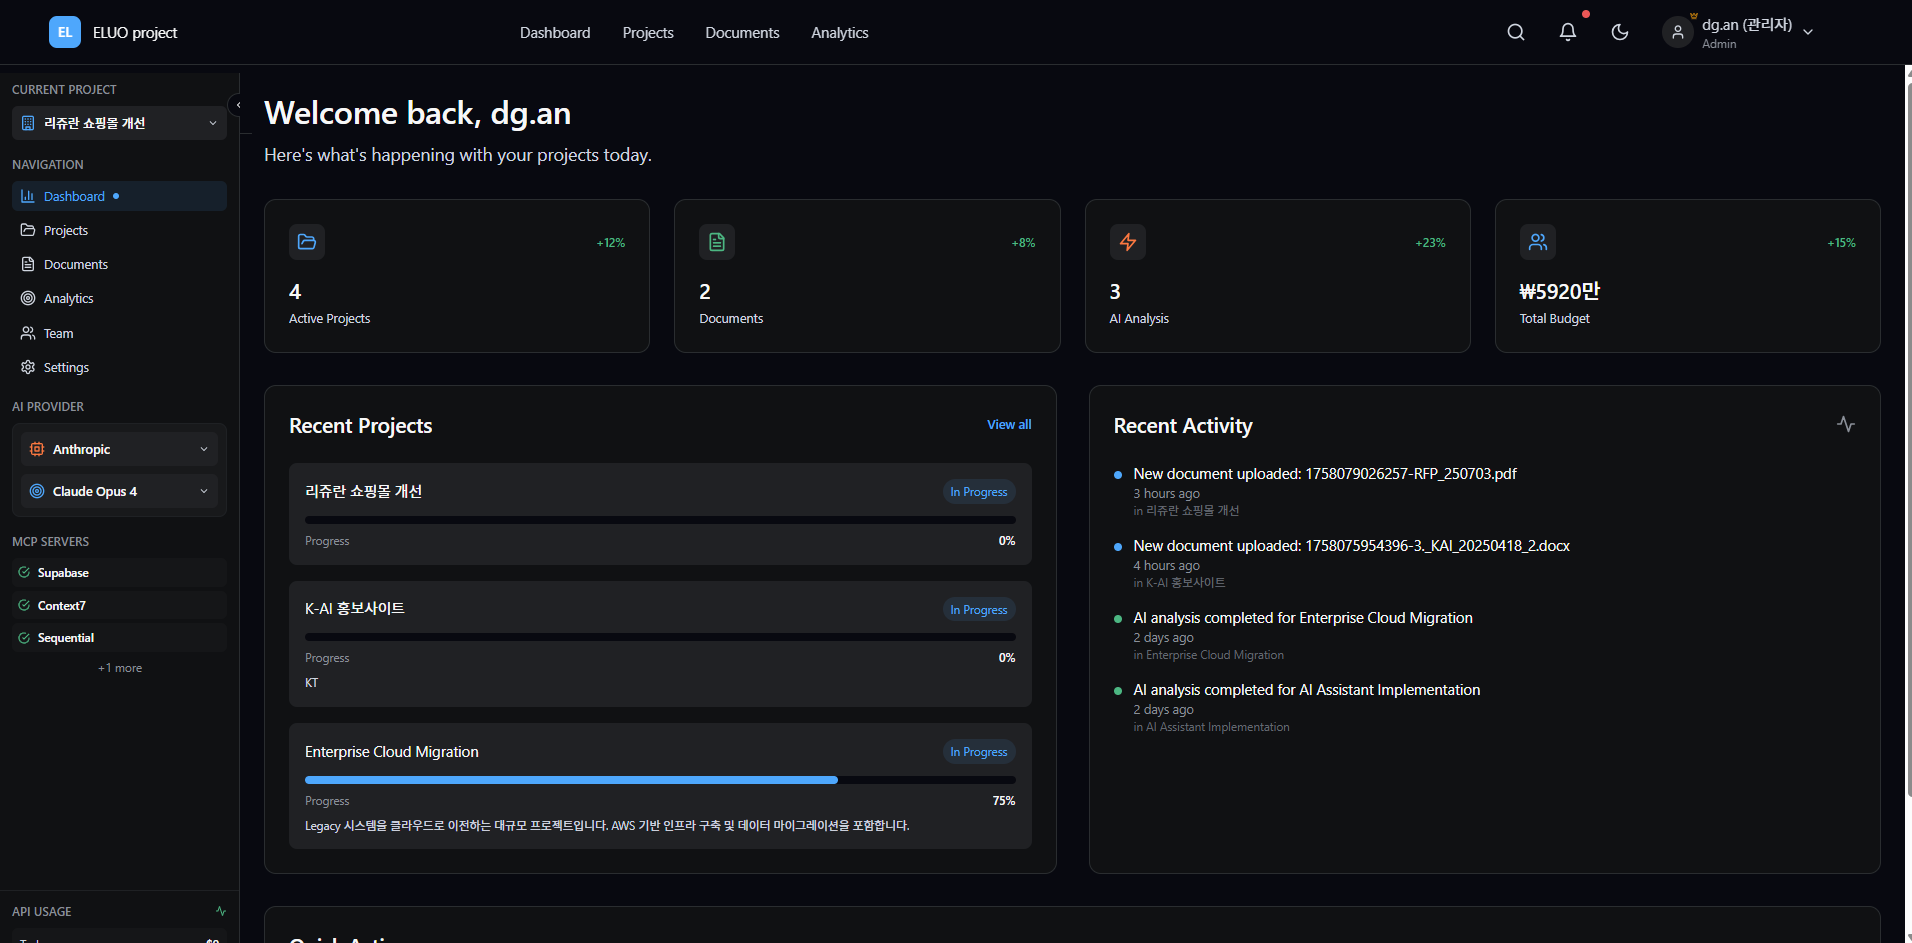 EL
ELUO project
Dashboard
Projects
Documents
Analytics
dg.an (관리자)
Admin
CURRENT PROJECT
리쥬란 쇼핑몰 개선
NAVIGATION
Dashboard
Projects
Documents
Analytics
Team
Settings
AI PROVIDER
Anthropic
Claude Opus 4
MCP SERVERS
Supabase
Context7
Sequential
+1 more
API USAGE
Welcome back, dg.an
Here's what's happening with your projects today.
+12%
4
Active Projects
+8%
2
Documents
+23%
3
AI Analysis
+15%
₩5920만
Total Budget
Recent Projects
View all
리쥬란 쇼핑몰 개선
In Progress
Progress
0%
K-AI 홍보사이트
In Progress
Progress
0%
KT
Enterprise Cloud Migration
In Progress
Progress
75%
Legacy 시스템을 클라우드로 이전하는 대규모 프로젝트입니다. AWS 기반 인프라 구축 및 데이터 마이그레이션을 포함합니다.
Recent Activity
New document uploaded: 1758079026257-RFP_250703.pdf
3 hours ago
in 리쥬란 쇼핑몰 개선
New document uploaded: 1758075954396-3._KAI_20250418_2.docx
4 hours ago
in K-AI 홍보사이트
AI analysis completed for Enterprise Cloud Migration
2 days ago
in Enterprise Cloud Migration
AI analysis completed for AI Assistant Implementation
2 days ago
in AI Assistant Implementation